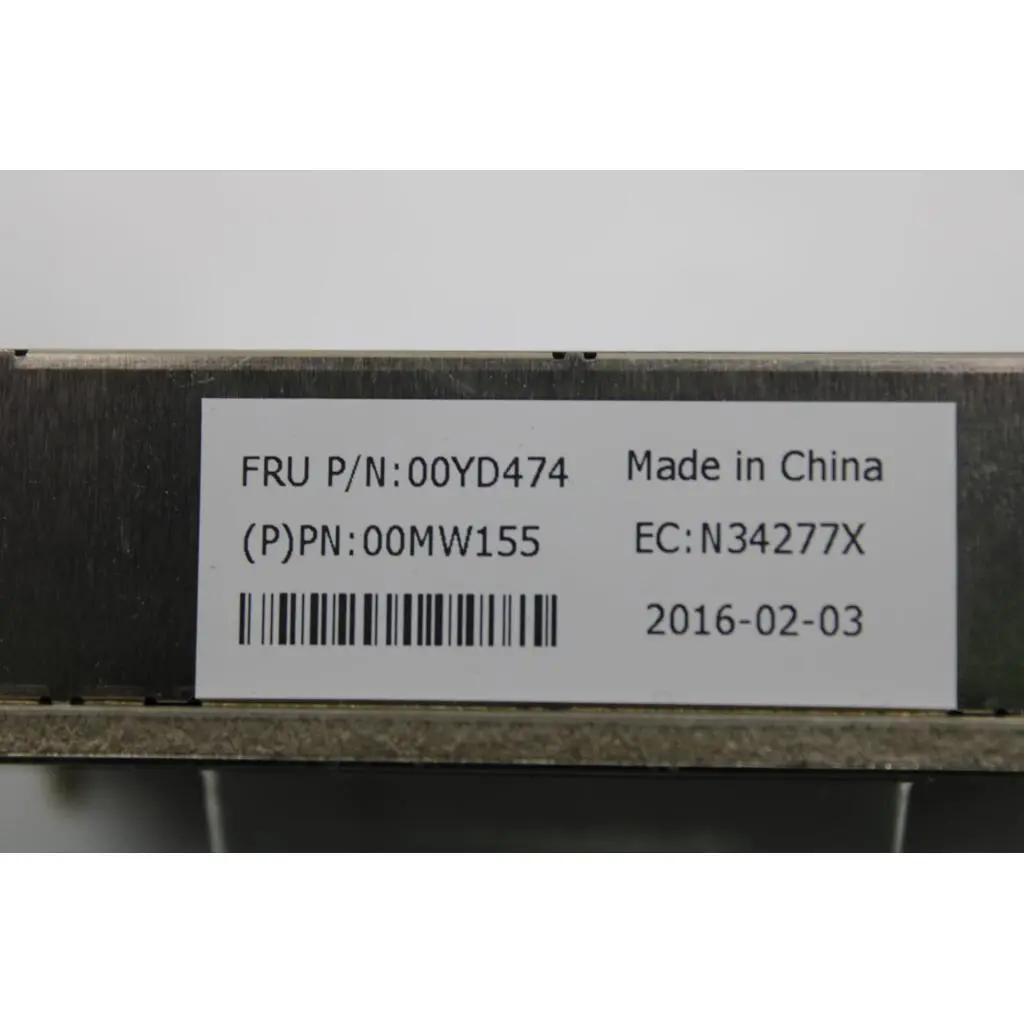 FRU P/N:00YD474 Made in China
(P)PN:00MW155 EC:N34277X
2016-02-03